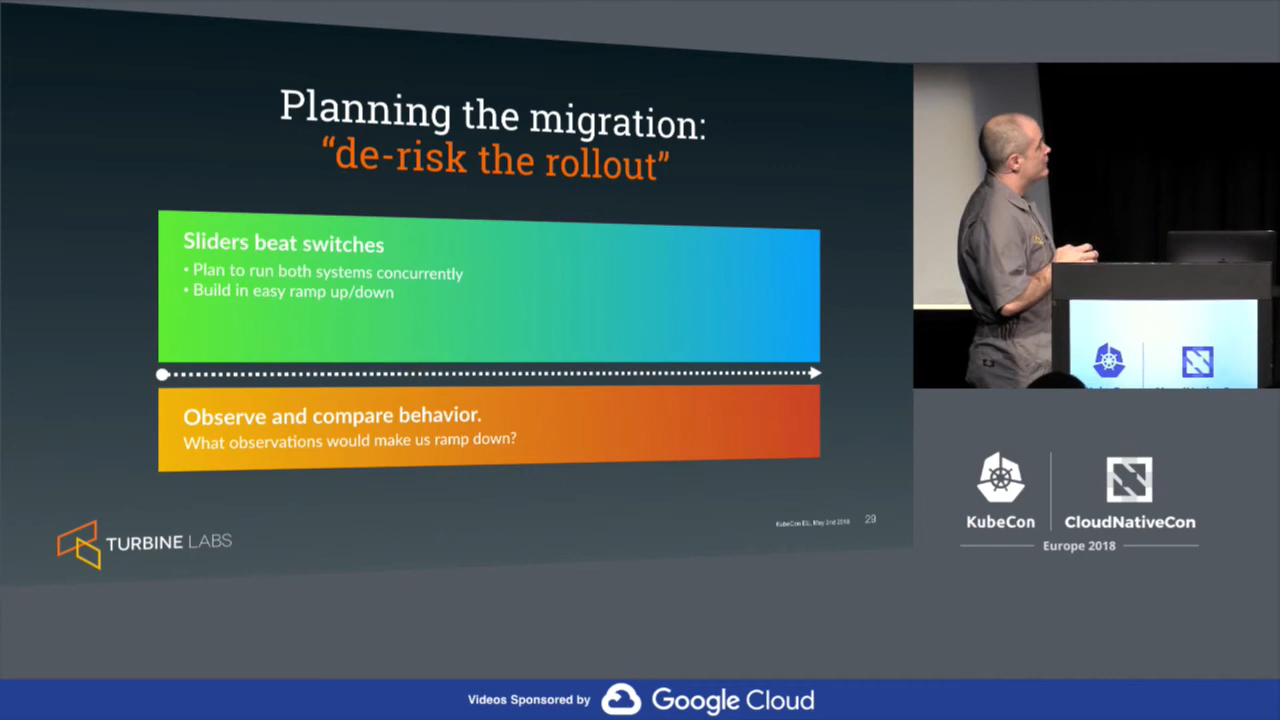 Planning the migration:
“de-risk the rollout”
Sliders beat switches
• Plan to run both systems concurrently
• Build in easy ramp up/down
Observe and compare behavior.
What observations would make us ramp down?
TURBINE LABS
KubeCon EU, May 2nd 2018
29
KubeCon
CloudNativeCon
Europe 2018
Videos Sponsored by
Google Cloud